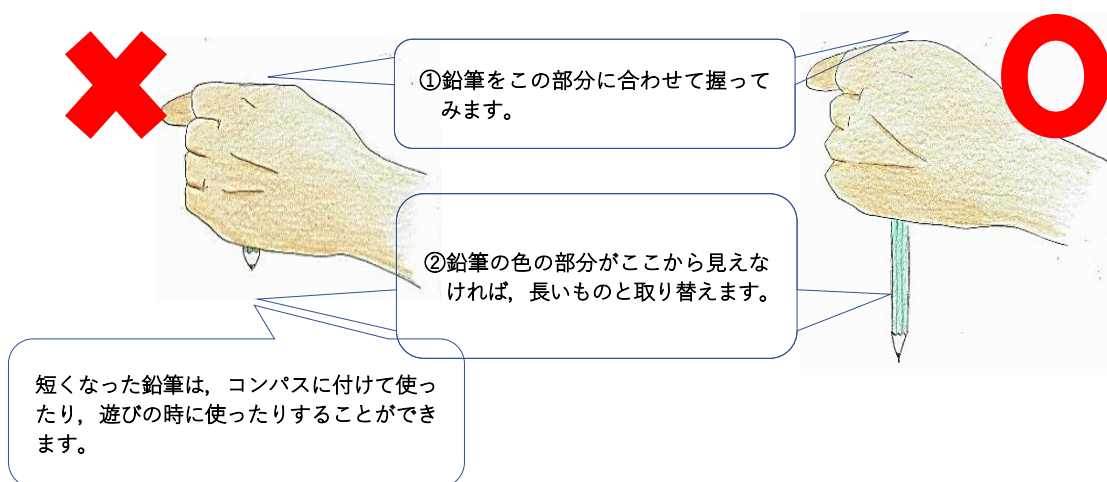 ①鉛筆をこの部分に合わせて握って
みます。
②鉛筆の色の部分がここから見えな
ければ，長いものと取り替えます。
短くなった鉛筆は，コンパスに付けて使っ
たり，遊びの時に使ったりすることができ
ます。